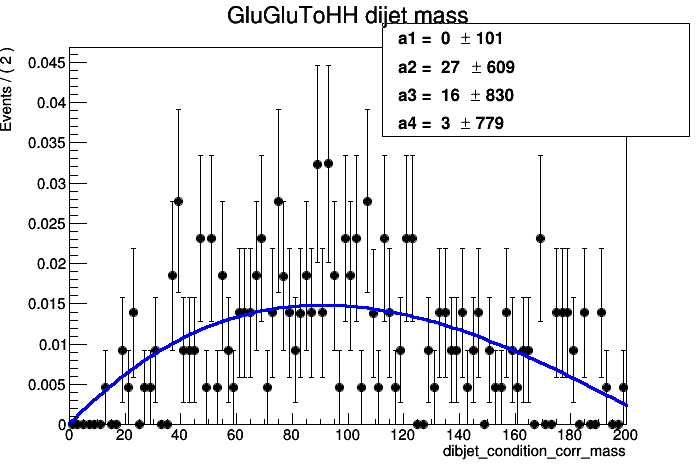 GluGluToHH dijet mass
a1 = 0 ± 101
a2 = 27 ± 609
a3 = 16 ± 830
a4 = 3 ± 779
Events / ( 2 )
0.045
0.04
0.035
0.03
0.025
0.02
0.015
0.01
0.005
0
0 20 40 60 80 100 120 140 160 180 200
dibjet_condition_corr_mass